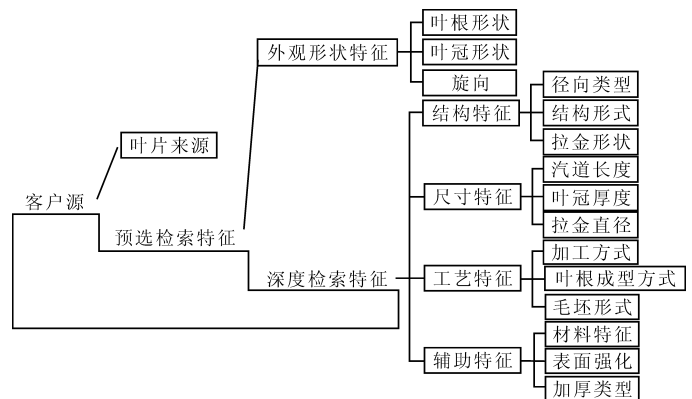 叶根形状
外观形状特征
叶冠形状
旋向
径向类型
结构特征
结构形式
拉金形状
叶片来源
汽道长度
客户源
尺寸特征
叶冠厚度
拉金直径
预选检索特征
加工方式
深度检索特征
工艺特征
叶根成型方式
毛坯形式
材料特征
辅助特征
表面强化
加厚类型